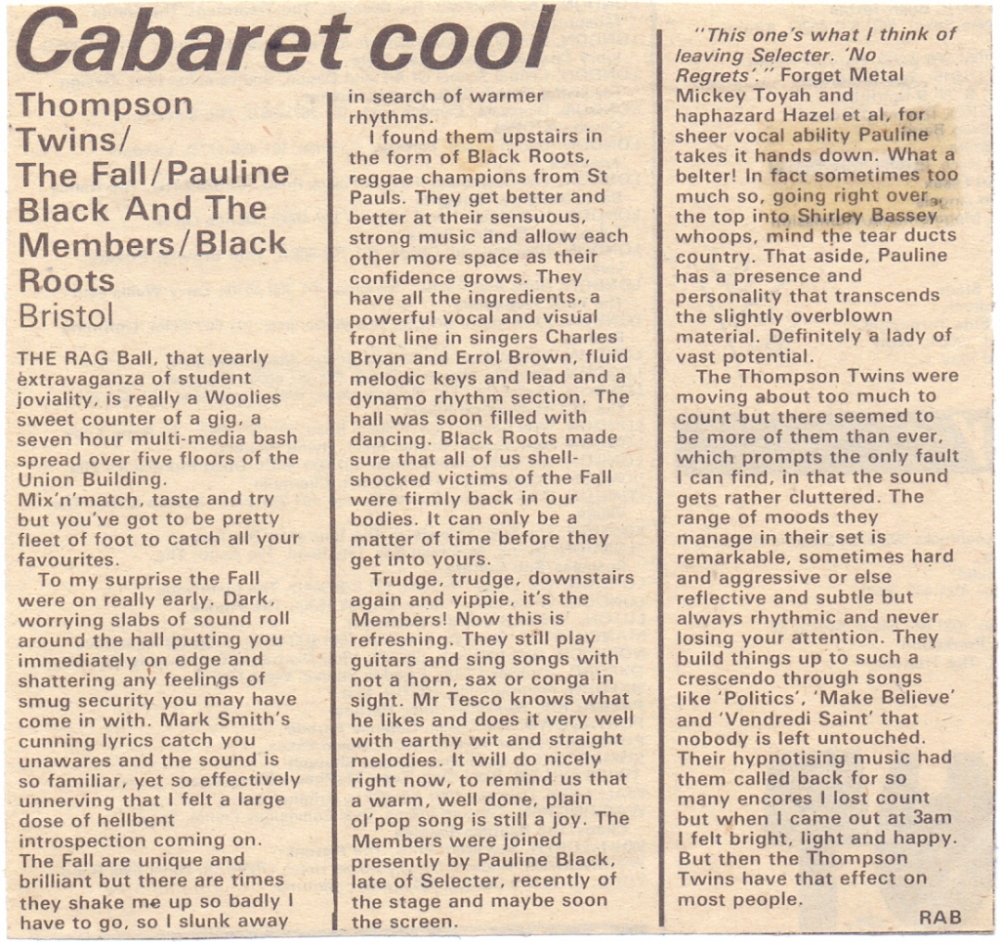 Cabaret cool
Thompson
Twins/
The Fall/Pauline
Black And The
Members/Black
Roots
Bristol
THE RAG Ball, that yearly
extravaganza of student
joviality, is really a Woolies
sweet counter of a gig, a
seven hour multi-media bash
spread over five floors of the
Union Building.
Mix'n'match, taste and try
but you've got to be pretty
fleet of foot to catch all your
favourites.
To my surprise the Fall
were on really early. Dark,
worrying slabs of sound roll
around the hall putting you
immediately on edge and
shattering any feelings of
smug security you may have
come in with. Mark Smith's
cunning lyrics catch you
unawares and the sound is
so familiar, yet so effectively
unnerving that I felt a large
dose of hellbent
introspection coming on.
The Fall are unique and
brilliant but there are times
they shake me up so badly I
have to go, so I slunk away
in search of warmer
rhythms.
I found them upstairs in
the form of Black Roots,
reggae champions from St
Pauls. They get better and
better at their sensuous,
strong music and allow each
other more space as their
confidence grows. They
have all the ingredients, a
powerful vocal and visual
front line in singers Charles
Bryan and Errol Brown, fluid
melodic keys and lead and a
dynamo rhythm section. The
hall was soon filled with
dancing. Black Roots made
sure that all of us shell-
shocked victims of the Fall
were firmly back in our
bodies. It can only be a
matter of time before they
get into yours.
Trudge, trudge, downstairs
again and yippie, it's the
Members! Now this is
refreshing. They still play
guitars and sing songs with
not a horn, sax or conga in
sight. Mr Tesco knows what
he likes and does it very well
with earthy wit and straight
melodies. It will do nicely
right now, to remind us that
a warm, well done, plain
ol'pop song is still a joy. The
Members were joined
presently by Pauline Black,
late of Selecter, recently of
the stage and maybe soon
the screen.
"This one's what I think of
leaving Selecter. 'No
Regrets'." Forget Metal
Mickey Toyah and
haphazard Hazel et al, for
sheer vocal ability Pauline
takes it hands down. What a
belter! In fact sometimes too
much so, going right over
the top into Shirley Bassey
whoops, mind the tear ducts
country. That aside, Pauline
has a presence and
personality that transcends
the slightly overblown
material. Definitely a lady of
vast potential.
The Thompson Twins were
moving about too much to
count but there seemed to
be more of them than ever,
which prompts the only fault
I can find, in that the sound
gets rather cluttered. The
range of moods they
manage in their set is
remarkable, sometimes hard
and aggressive or else
reflective and subtle but
always rhythmic and never
losing your attention. They
build things up to such a
crescendo through songs
like 'Politics', 'Make Believe'
and 'Vendredi Saint' that
nobody is left untouched.
Their hypnotising music had
them called back for so
many encores I lost count
but when I came out at 3am
I felt bright, light and happy.
But then the Thompson
Twins have that effect on
most people.
RAB